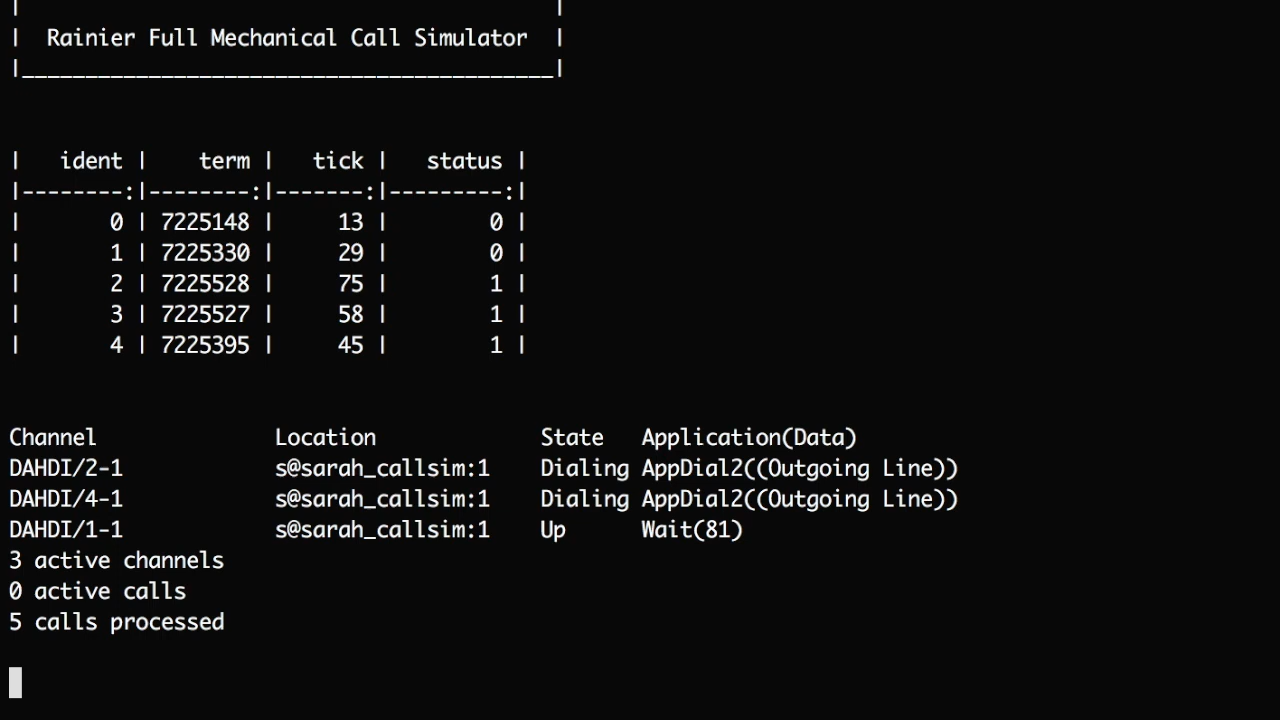 |                                          |
|  Rainier Full Mechanical Call Simulator  |
|__________________________________________|
|   ident |    term |   tick |   status |
|--------:|--------:|-------:|---------:|
|       0 | 7225148 |     13 |        0 |
|       1 | 7225330 |     29 |        0 |
|       2 | 7225528 |     75 |        1 |
|       3 | 7225527 |     58 |        1 |
|       4 | 7225395 |     45 |        1 |
Channel              Location             State   Application(Data)
DAHDI/2-1            s@sarah_callsim:1    Dialing AppDial2((Outgoing Line))
DAHDI/4-1            s@sarah_callsim:1    Dialing AppDial2((Outgoing Line))
DAHDI/1-1            s@sarah_callsim:1    Up      Wait(81)
3 active channels
0 active calls
5 calls processed